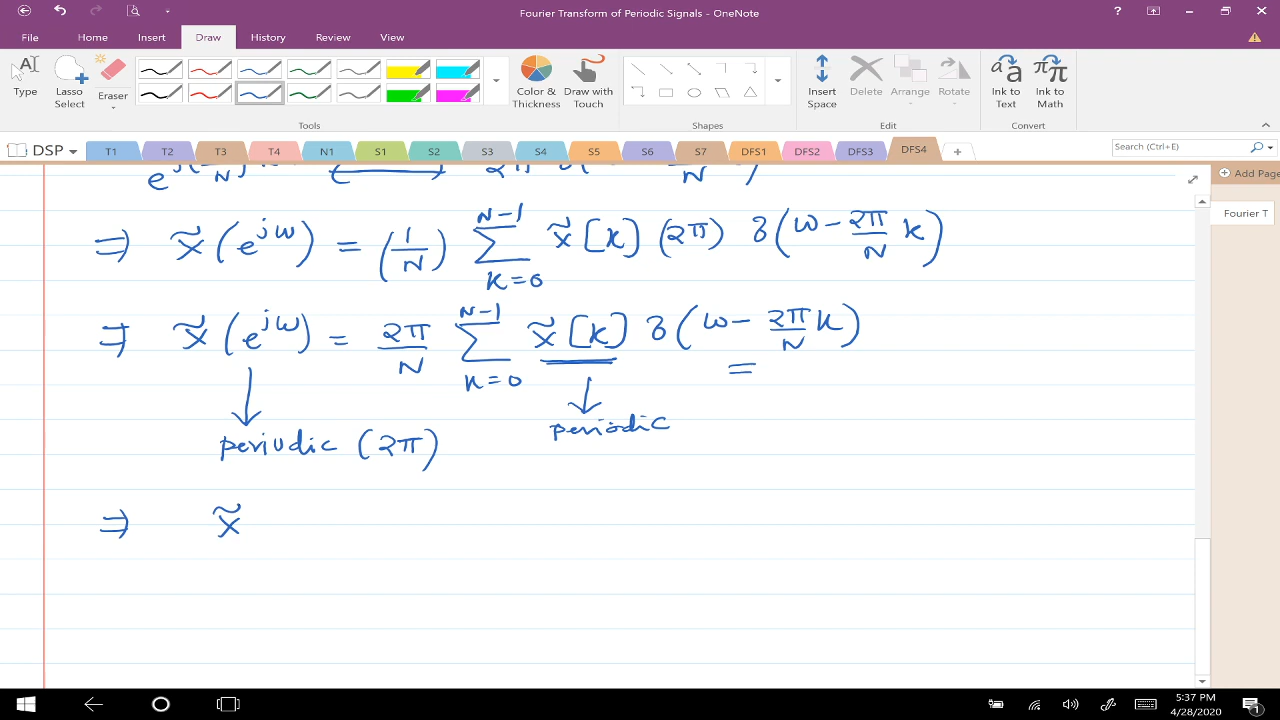 Fourier Transform of Periodic Signals - OneNote
File Home Insert Draw History Review View
Type Lasso Select Eraser Color & Thickness Draw with Touch Insert Space Delete Arrange Rotate Ink to Text Ink to Math
Tools Shapes Edit Convert
DSP T1 T2 T3 T4 N1 S1 S2 S3 S4 S5 S6 S7 DFS1 DFS2 DFS3 DFS4 Search (Ctrl+E)
Add Page
Fourier T
⇒ X̃(e^{jω}) = (1/N) ∑_{k=0}^{N-1} X̃[k] (2π) δ(ω - 2π/N k)
⇒ X̃(e^{jω}) = 2π/N ∑_{k=0}^{N-1} X̃[k] δ(ω - 2π/N k)
periodic
periodic (2π)
⇒ X̃
5:37 PM
4/28/2020